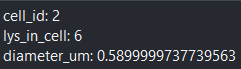 cell_id: 2
lys_in_cell: 6
diameter_um: 0.5899999737739563